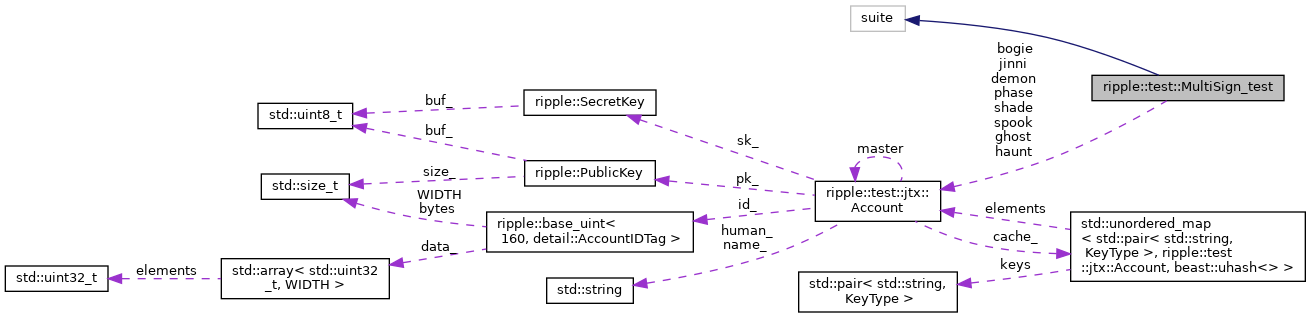 suite
bogie
jinni
demon
phase
shade
spook
ghost
haunt
ripple::test::MultiSign_test
buf_
ripple::SecretKey
std::uint8_t
buf_
sk_
master
size_
ripple::PublicKey
std::size_t
pk_
ripple::test::jtx::
Account
WIDTH
bytes
id_
elements
ripple::base_uint<
160, detail::AccountIDTag >
human_
name_
cache_
std::unordered_map
< std::pair< std::string,
KeyType >, ripple::test
::jtx::Account, beast::uhash<> >
data_
keys
std::uint32_t
elements
std::array< std::uint32
_t, WIDTH >
std::string
std::pair< std::string,
KeyType >